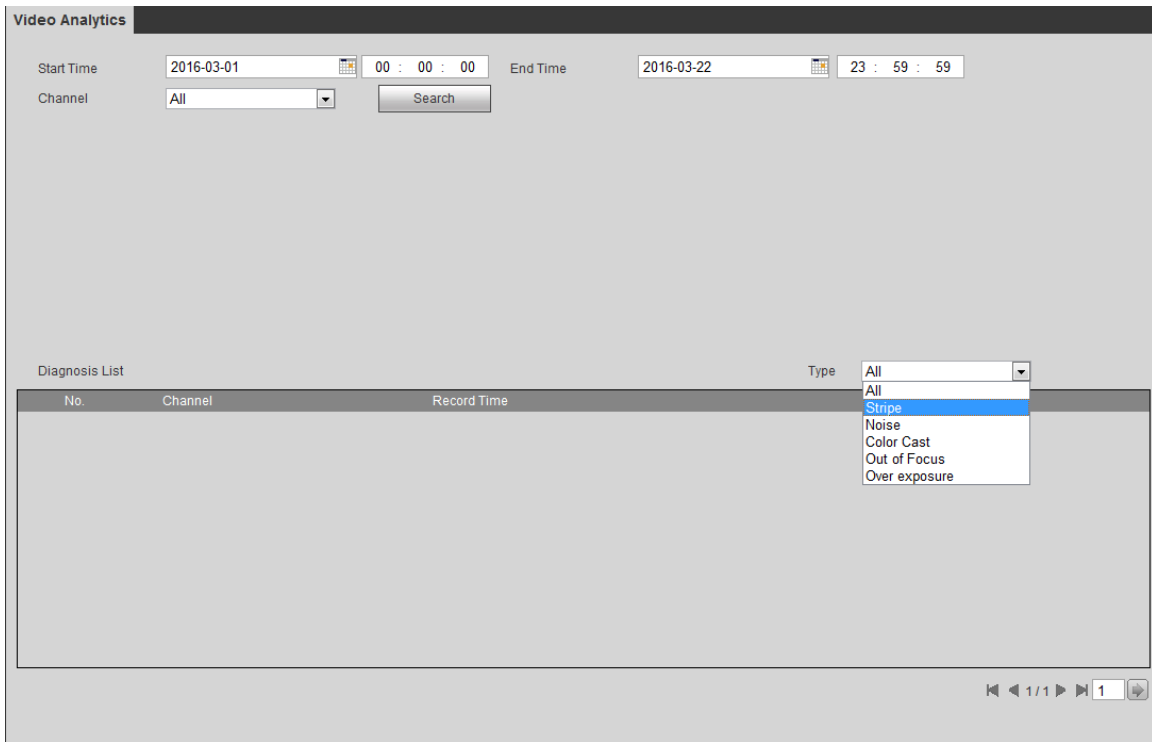 Video Analytics
Start Time 2016-03-01 00 : 00 : 00 End Time 2016-03-22 23 : 59 : 59
Channel All Search
Diagnosis List Type All
No. Channel Record Time All
Stripe
Noise
Color Cast
Out of Focus
Over exposure
1 / 1 1